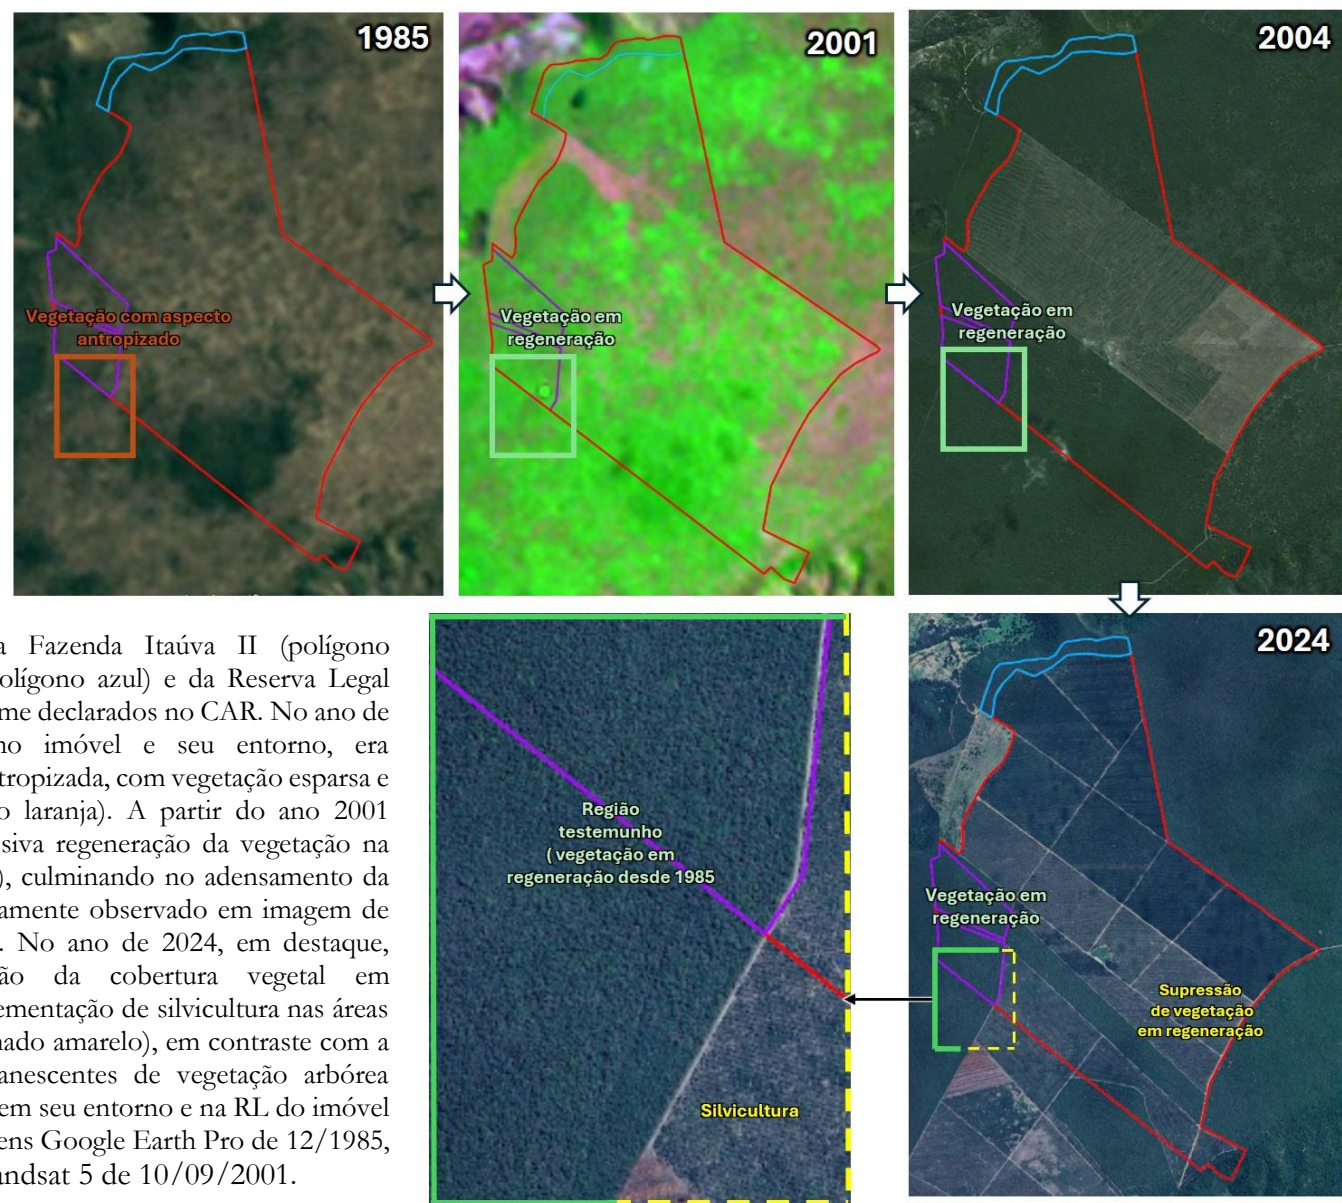 1985
2001
2004
Vegetação com aspecto
antropizado
Vegetação em
regeneração
Vegetação em
regeneração
a Fazenda Itaúva II (polígono
olígono azul) e da Reserva Legal
me declarados no CAR. No ano de
no imóvel e seu entorno, era
tropizada, com vegetação esparsa e
o laranja). A partir do ano 2001
ssiva regeneração da vegetação na
), culminando no adensamento da
amente observado em imagem de
. No ano de 2024, em destaque,
ão da cobertura vegetal em
ementação de silvicultura nas áreas
nado amarelo), em contraste com a
anescentes de vegetação arbórea
em seu entorno e na RL do imóvel
ens Google Earth Pro de 12/1985,
andsat 5 de 10/09/2001.
Região
testemunho
( vegetação em
regeneração desde 1985
Silvicultura
2024
Vegetação em
regeneração
Supressão
de vegetação
em regeneração